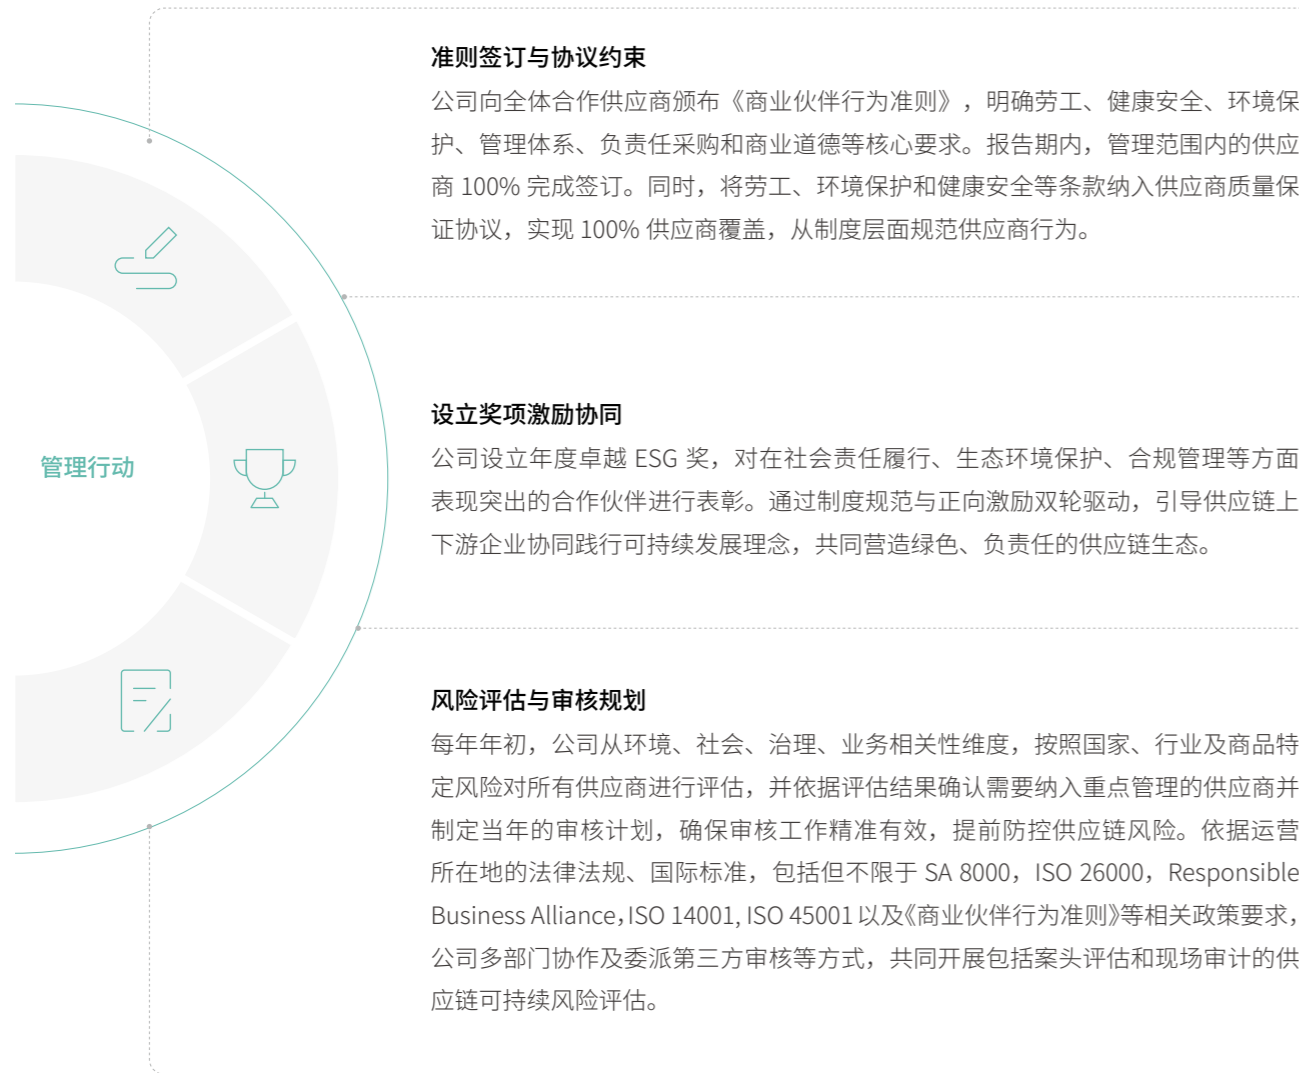 管理行动
准则签订与协议约束
公司向全体合作供应商颁布《商业伙伴行为准则》，明确劳工、健康安全、环境保
护、管理体系、负责任采购和商业道德等核心要求。报告期内，管理范围内的供应
商 100% 完成签订。同时，将劳工、环境保护和健康安全等条款纳入供应商质量保
证协议，实现 100% 供应商覆盖，从制度层面规范供应商行为。
设立奖项激励协同
公司设立年度卓越 ESG 奖，对在社会责任履行、生态环境保护、合规管理等方面
表现突出的合作伙伴进行表彰。通过制度规范与正向激励双轮驱动，引导供应链上
下游企业协同践行可持续发展理念，共同营造绿色、负责任的供应链生态。
风险评估与审核规划
每年年初，公司从环境、社会、治理、业务相关性维度，按照国家、行业及商品特
定风险对所有供应商进行评估，并依据评估结果确认需要纳入重点管理的供应商并
制定当年的审核计划，确保审核工作精准有效，提前防控供应链风险。依据运营
所在地的法律法规、国际标准，包括但不限于 SA 8000，ISO 26000，Responsible
Business Alliance，ISO 14001, ISO 45001 以及《商业伙伴行为准则》等相关政策要求，
公司多部门协作及委派第三方审核等方式，共同开展包括案头评估和现场审计的供
应链可持续风险评估。